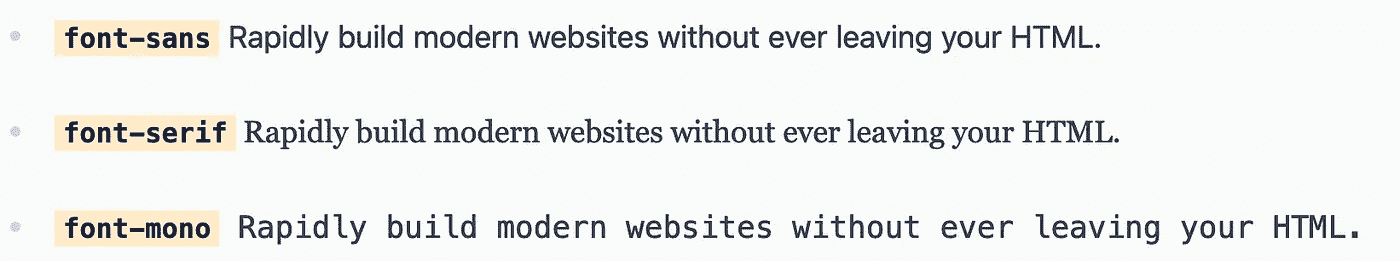 font-sans Rapidly build modern websites without ever leaving your HTML.
font-serif Rapidly build modern websites without ever leaving your HTML.
font-mono Rapidly build modern websites without ever leaving your HTML.